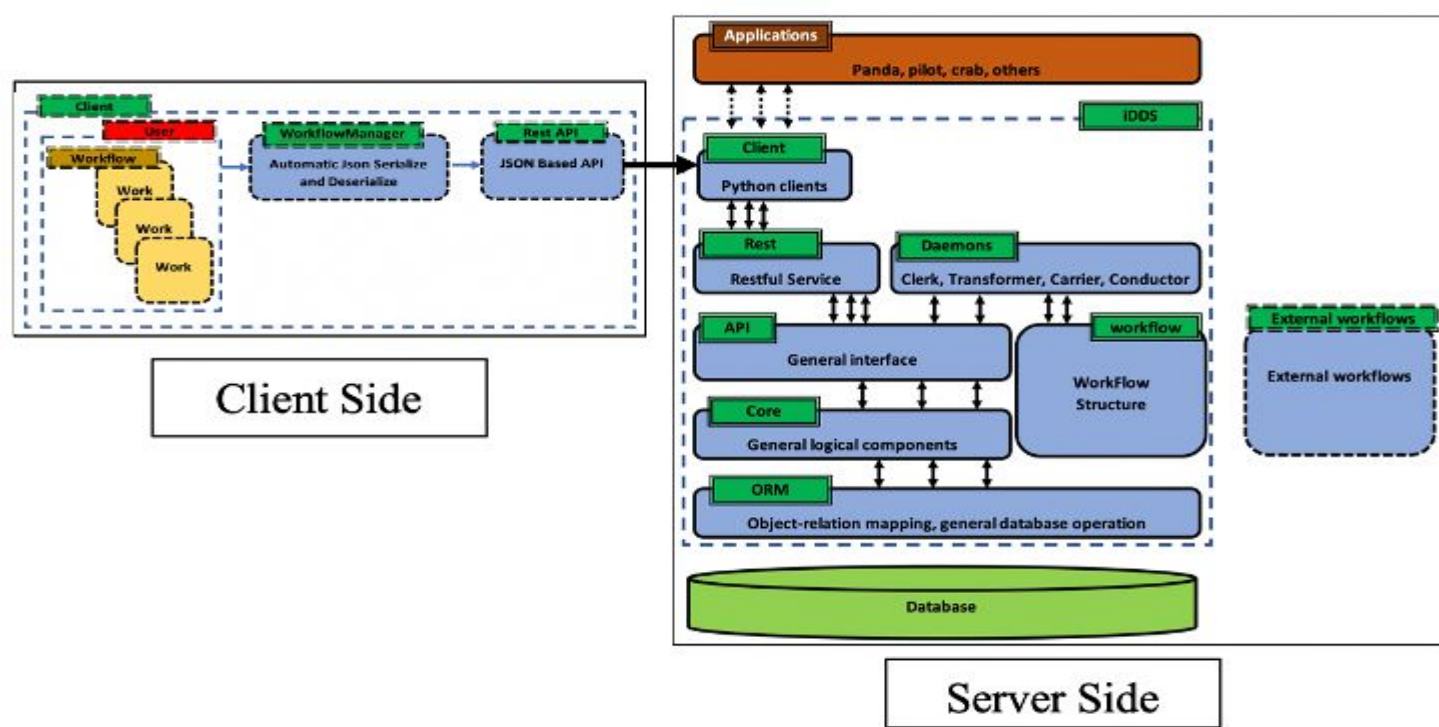 Client
User
Workflow
Work
Work
Work
WorkflowManager
Automatic Json Serialize
and Deserialize
Rest API
JSON Based API
Client Side
Applications
Panda, pilot, crab, others
iDDS
Client
Python clients
Rest
Restful Service
Daemons
Clerk, Transformer, Carrier, Conductor
API
General interface
workflow
WorkFlow
Structure
External workflows
External workflows
Core
General logical components
ORM
Object-relation mapping, general database operation
Database
Server Side